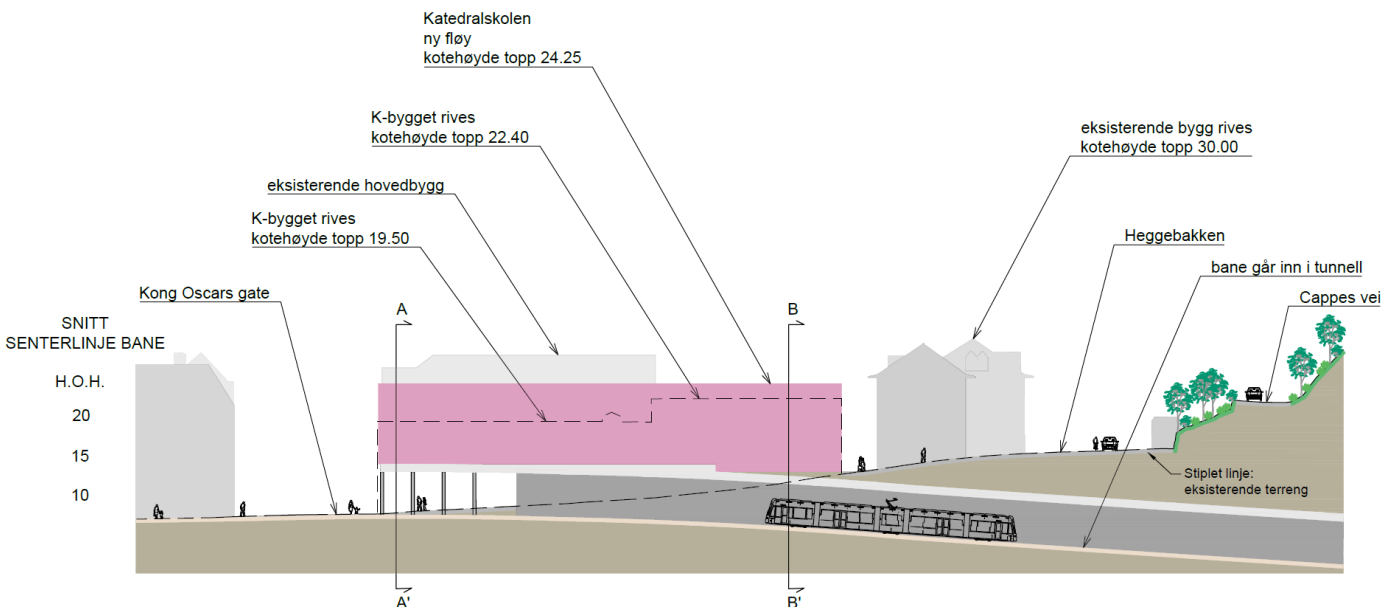 Katedralskolen
ny fløy
kotehøyde topp 24.25
K-bygget rives
kotehøyde topp 22.40
eksisterende bygg rives
kotehøyde topp 30.00
eksisterende hovedbygg
K-bygget rives
kotehøyde topp 19.50
Heggebakken
bane går inn i tunnell
Kong Oscars gate
Cappes vei
A
B
SNITT
SENTERLINJE BANE
H.O.H.
20
15
10
Stiplet linje:
eksisterende terreng
A'
B'